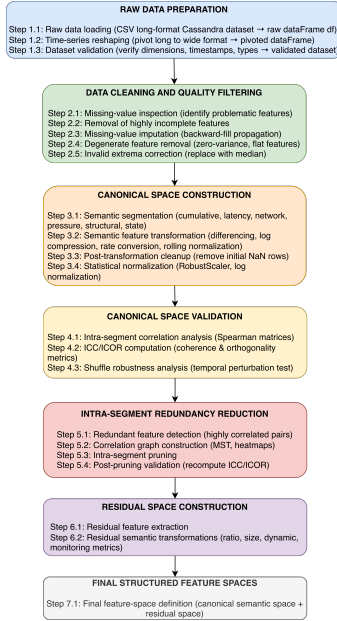 RAW DATA PREPARATION
Step 1.1: Raw data loading (CSV long-format Cassandra dataset → raw dataFrame df)
Step 1.2: Time-series reshaping (pivot long to wide format → pivoted dataFrame)
Step 1.3: Dataset validation (verify dimensions, timestamps, types → validated dataset)
DATA CLEANING AND QUALITY FILTERING
Step 2.1: Missing-value inspection (identify problematic features)
Step 2.2: Removal of highly incomplete features
Step 2.3: Missing-value imputation (backward-fill propagation)
Step 2.4: Degenerate feature removal (zero-variance, flat features)
Step 2.5: Invalid extrema correction (replace with median)
CANONICAL SPACE CONSTRUCTION
Step 3.1: Semantic segmentation (cumulative, latency, network,
pressure, structural, state)
Step 3.2: Semantic feature transformation (differencing, log
compression, rate conversion, rolling normalization)
Step 3.3: Post-transformation cleanup (remove initial NaN rows)
Step 3.4: Statistical normalization (RobustScaler, log
normalization)
CANONICAL SPACE VALIDATION
Step 4.1: Intra-segment correlation analysis (Spearman matrices)
Step 4.2: ICC/ICOR computation (coherence & orthogonality
metrics)
Step 4.3: Shuffle robustness analysis (temporal perturbation test)
INTRA-SEGMENT REDUNDANCY REDUCTION
Step 5.1: Redundant feature detection (highly correlated pairs)
Step 5.2: Correlation graph construction (MST, heatmaps)
Step 5.3: Intra-segment pruning
Step 5.4: Post-pruning validation (recompute ICC/ICOR)
RESIDUAL SPACE CONSTRUCTION
Step 6.1: Residual feature extraction
Step 6.2: Residual semantic transformations (ratio, size, dynamic,
monitoring metrics)
FINAL STRUCTURED FEATURE SPACES
Step 7.1: Final feature-space definition (canonical semantic space +
residual space)